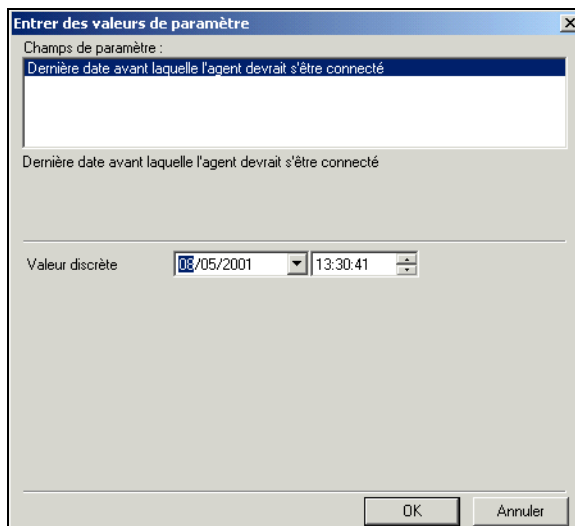 Entrer des valeurs de paramètre
Champs de paramètre :
Dernière date avant laquelle l'agent devrait s'être connecté
Dernière date avant laquelle l'agent devrait s'être connecté
Valeur discrète 08/05/2001 13:30:41
OK Annuler